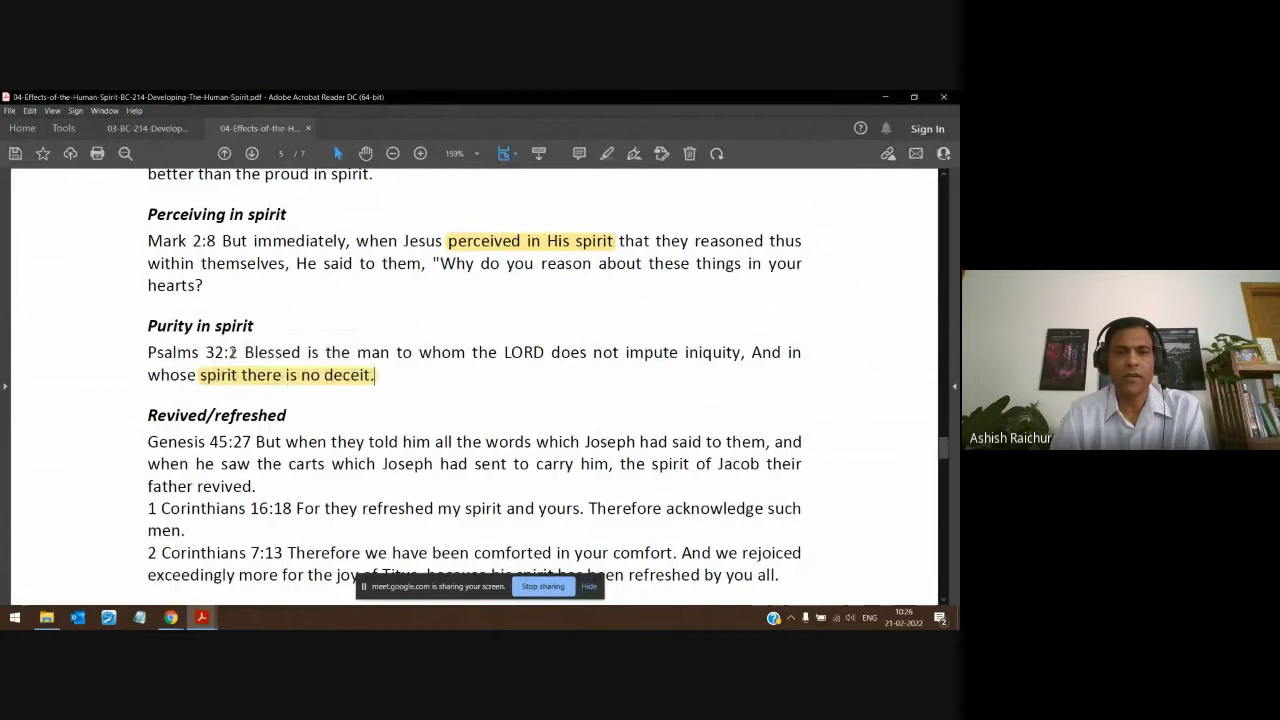 04-Effects-of-the-Human-Spirit-BC-214-Developing-The-Human-Spirit.pdf - Adobe Acrobat Reader DC (64-bit)
File Edit View Sign Window Help
Home Tools 03-BC-214-Develop... 04-Effects-of-the-H... × Sign In
5 / 7 159%
better than the proud in spirit.
Perceiving in spirit
Mark 2:8 But immediately, when Jesus perceived in His spirit that they reasoned thus
within themselves, He said to them, "Why do you reason about these things in your
hearts?
Purity in spirit
Psalms 32:2 Blessed is the man to whom the LORD does not impute iniquity, And in
whose spirit there is no deceit.
Revived/refreshed
Genesis 45:27 But when they told him all the words which Joseph had said to them, and
when he saw the carts which Joseph had sent to carry him, the spirit of Jacob their
father revived.
1 Corinthians 16:18 For they refreshed my spirit and yours. Therefore acknowledge such
men.
2 Corinthians 7:13 Therefore we have been comforted in your comfort. And we rejoiced
exceedingly more for the joy of Titus, because his spirit has been refreshed by you all.
meet.google.com is sharing your screen. Stop sharing Hide
ENG 10:26
21-02-2022
Ashish Raichur